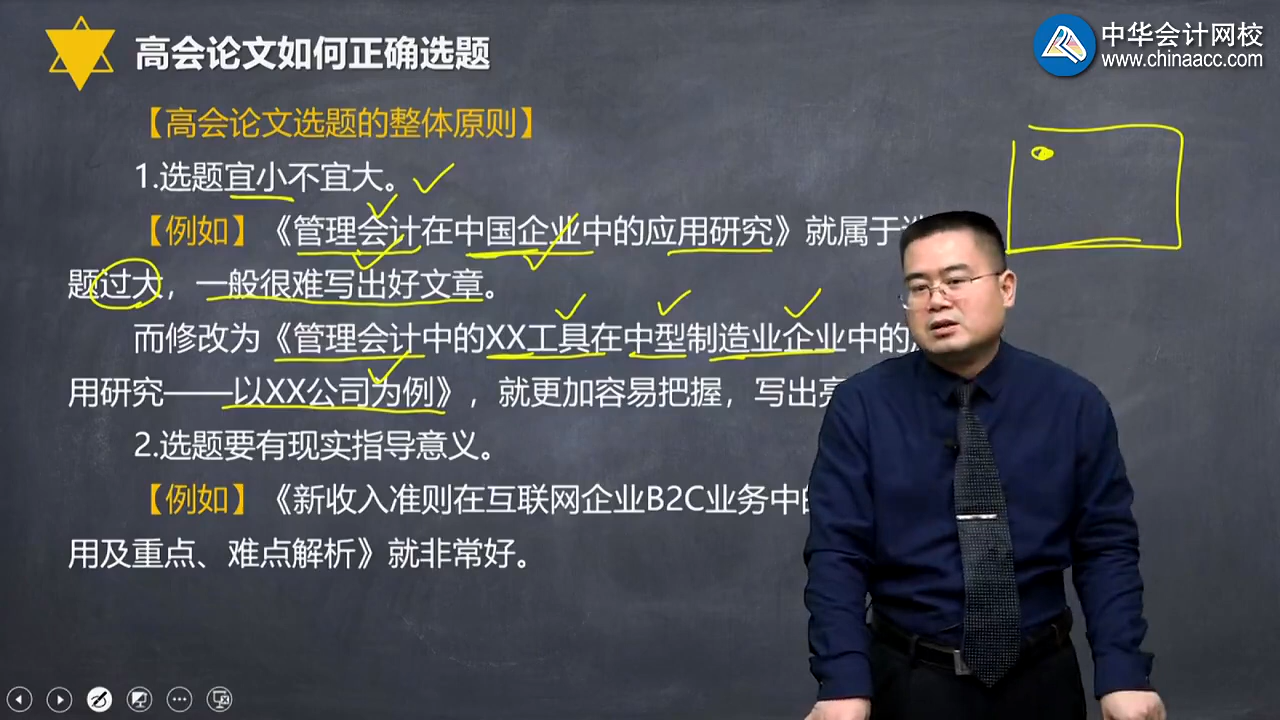 高会论文如何正确选题
中华会计网校
www.chinaacc.com
【高会论文选题的整体原则】
1.选题宜小不宜大。
【例如】《管理会计在中国企业中的应用研究》就属于选
题过大，一般很难写出好文章。
而修改为《管理会计中的XX工具在中型制造业企业中的
用研究——以XX公司为例》，就更加容易把握，写出
2.选题要有现实指导意义。
【例如】《新收入准则在互联网企业B2C业务中的
用及重点、难点解析》就非常好。